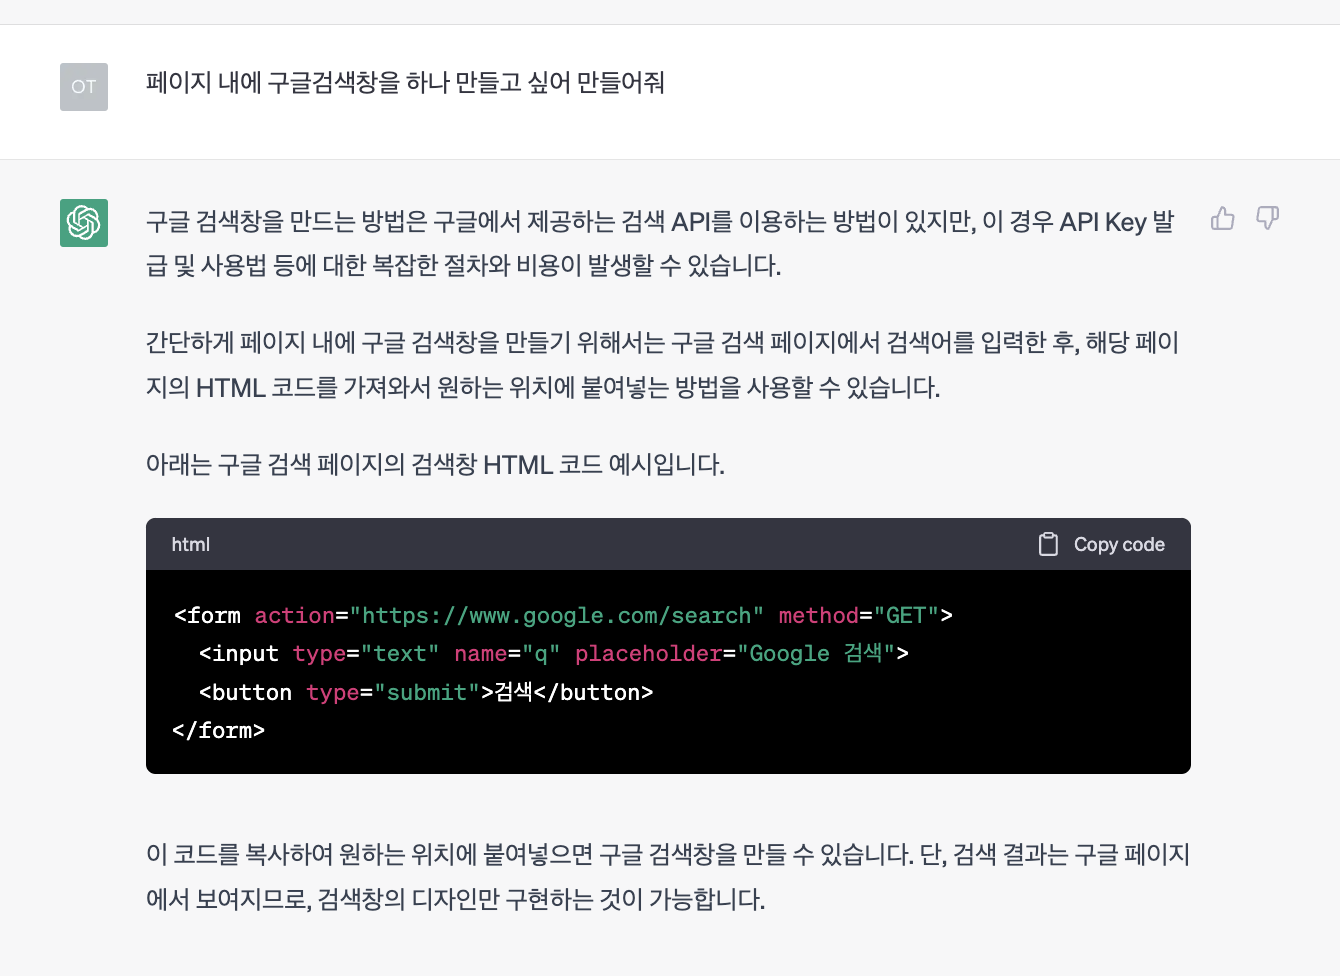 OT
페이지 내에 구글검색창을 하나 만들고 싶어 만들어줘
구글 검색창을 만드는 방법은 구글에서 제공하는 검색 API를 이용하는 방법이 있지만, 이 경우 API Key 발
급 및 사용법 등에 대한 복잡한 절차와 비용이 발생할 수 있습니다.
간단하게 페이지 내에 구글 검색창을 만들기 위해서는 구글 검색 페이지에서 검색어를 입력한 후, 해당 페이
지의 HTML 코드를 가져와서 원하는 위치에 붙여넣는 방법을 사용할 수 있습니다.
아래는 구글 검색 페이지의 검색창 HTML 코드 예시입니다.
html
Copy code
<form action="https://www.google.com/search" method="GET">
  <input type="text" name="q" placeholder="Google 검색">
  <button type="submit">검색</button>
</form>
이 코드를 복사하여 원하는 위치에 붙여넣으면 구글 검색창을 만들 수 있습니다. 단, 검색 결과는 구글 페이지
에서 보여지므로, 검색창의 디자인만 구현하는 것이 가능합니다.